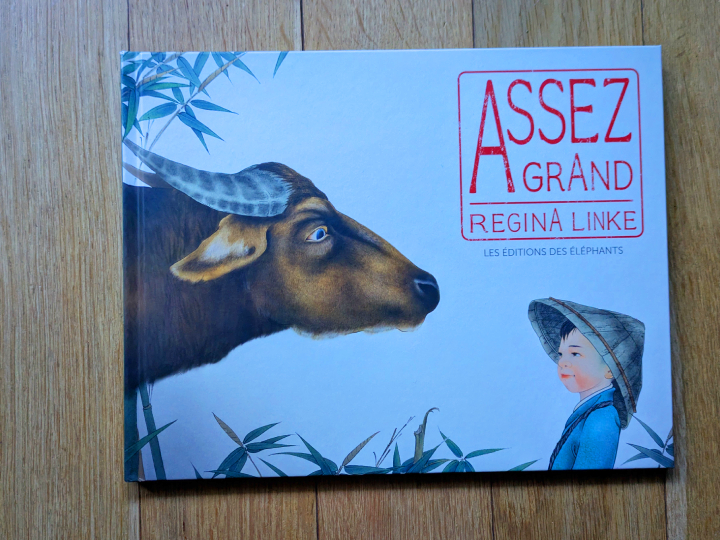 ASSEZ
GRAND
REGINA LINKE
LES ÉDITIONS DES ÉLÉPHANTS